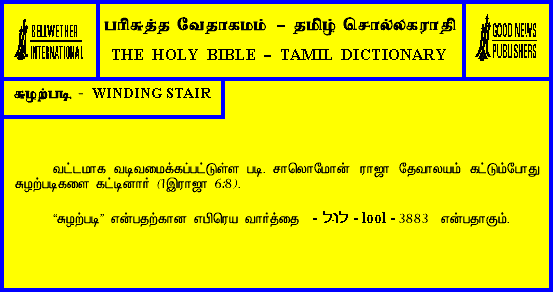 BELLWETHER
INTERNATIONAL
பரிசுத்த வேதாகமம் – தமிழ் சொல்லகராதி
THE HOLY BIBLE – TAMIL DICTIONARY
GOOD NEWS
PUBLISHERS
சுழற்படி - WINDING STAIR
வட்டமாக வடிவமைக்கப்பட்டுள்ள படி. சாலொமோன் ராஜா தேவாலயம் கட்டும்போது
சுழற்படிகளை கட்டினார் (1இராஜா 6:8).
“சுழற்படி” என்பதற்கான எபிரெய வார்த்தை - לוּל - lool - 3883 என்பதாகும்.